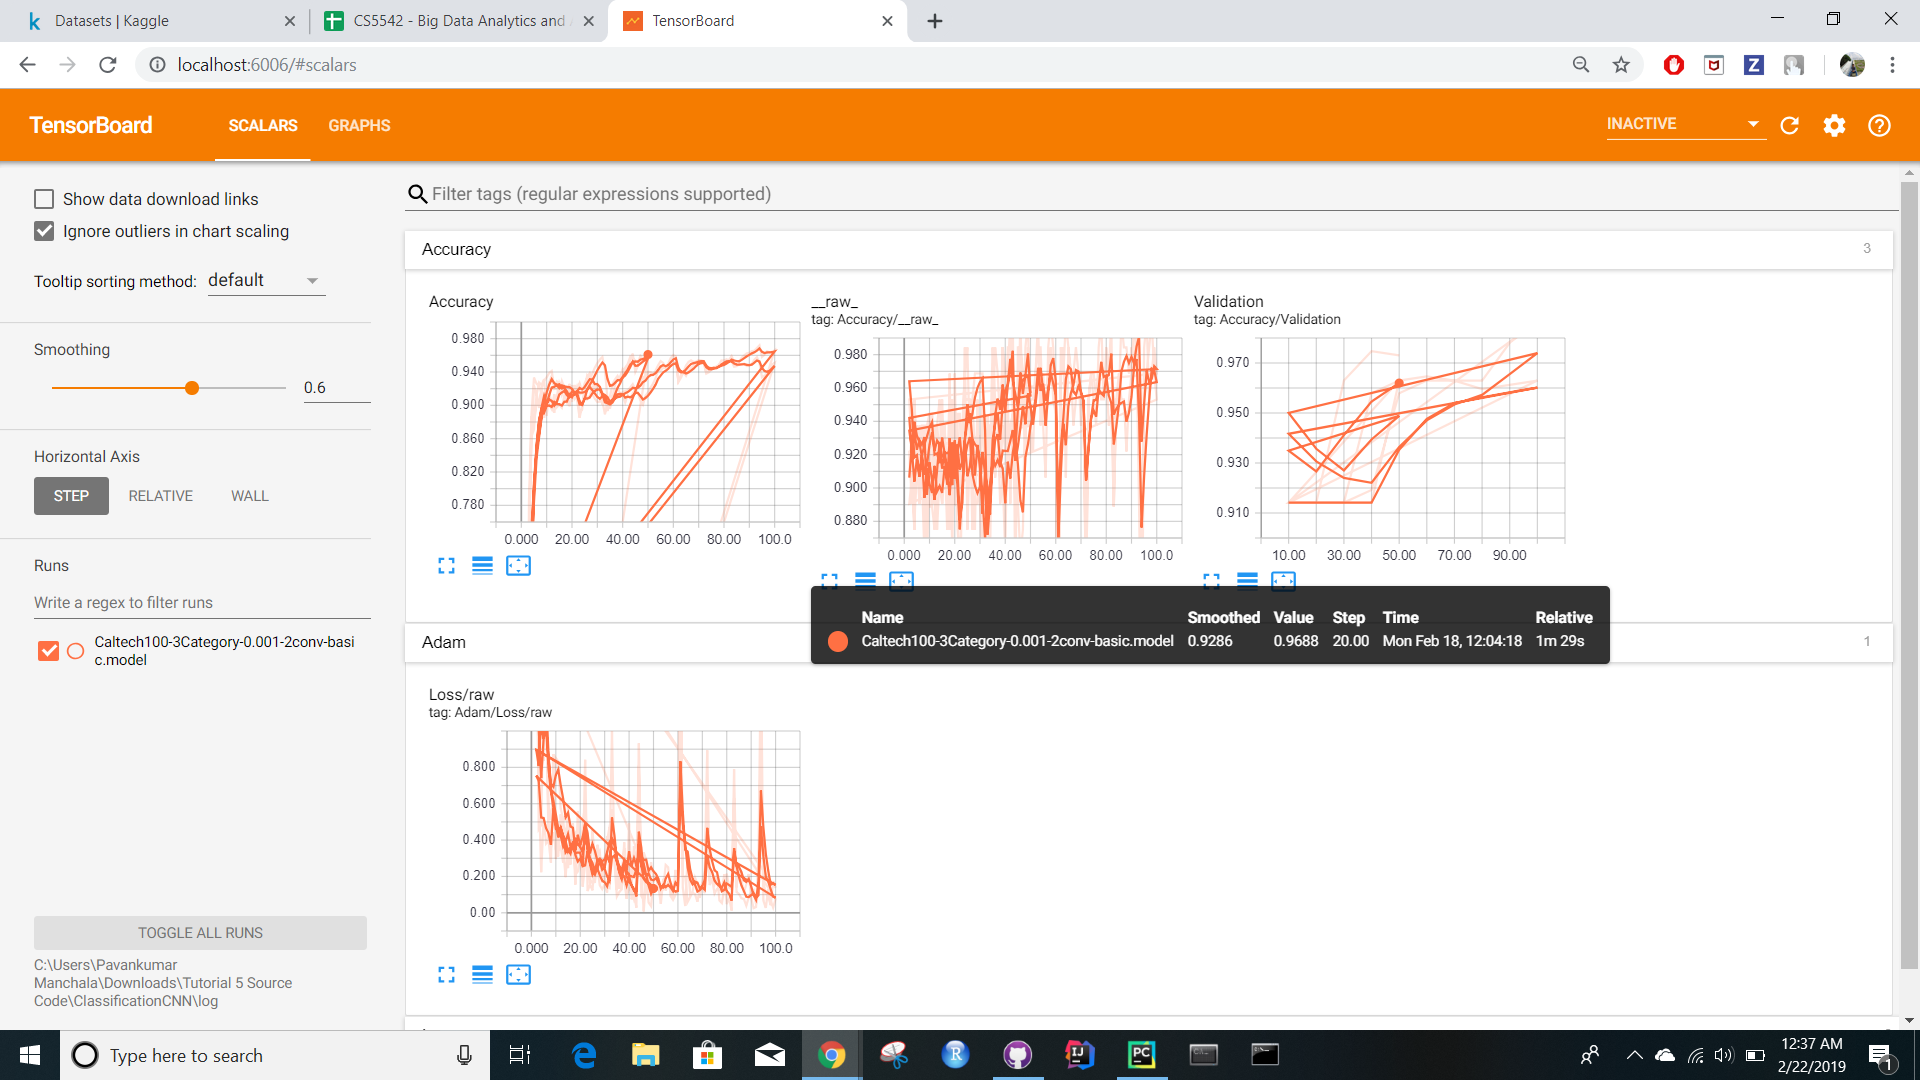 Datasets | Kaggle
CS5542 - Big Data Analytics and
TensorBoard
localhost:6006/#scalars
TensorBoard
SCALARS
GRAPHS
INACTIVE
Show data download links
Ignore outliers in chart scaling
Tooltip sorting method: default
Smoothing
0.6
Horizontal Axis
STEP
RELATIVE
WALL
Runs
Write a regex to filter runs
Caltech100-3Category-0.001-2conv-basi
c.model
TOGGLE ALL RUNS
C:\Users\Pavankumar
Manchala\Downloads\Tutorial 5 Source
Code\ClassificationCNN\log
Filter tags (regular expressions supported)
Accuracy
3
Accuracy
0.980
0.940
0.900
0.860
0.820
0.780
0.000 20.00 40.00 60.00 80.00 100.0
__raw_
tag: Accuracy/__raw_
0.980
0.960
0.940
0.920
0.900
0.880
0.000 20.00 40.00 60.00 80.00 100.0
Validation
tag: Accuracy/Validation
0.970
0.950
0.930
0.910
10.00 30.00 50.00 70.00 90.00
Name Smoothed Value Step Time Relative
Caltech100-3Category-0.001-2conv-basic.model 0.9286 0.9688 20.00 Mon Feb 18, 12:04:18 1m 29s
Adam
1
Loss/raw
tag: Adam/Loss/raw
0.800
0.600
0.400
0.200
0.00
0.000 20.00 40.00 60.00 80.00 100.0
Type here to search
12:37 AM
2/22/2019
1